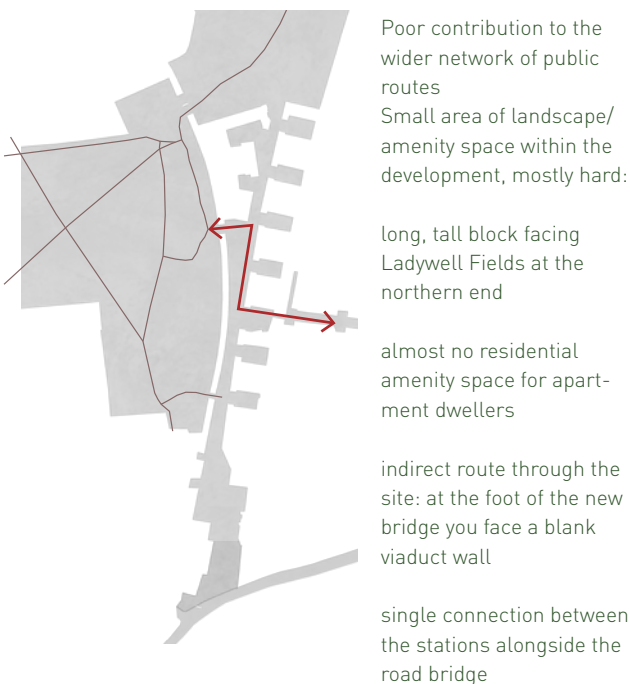 Poor contribution to the
wider network of public
routes
Small area of landscape/
amenity space within the
development, mostly hard:
long, tall block facing
Ladywell Fields at the
northern end
almost no residential
amenity space for apart-
ment dwellers
indirect route through the
site: at the foot of the new
bridge you face a blank
viaduct wall
single connection between
the stations alongside the
road bridge